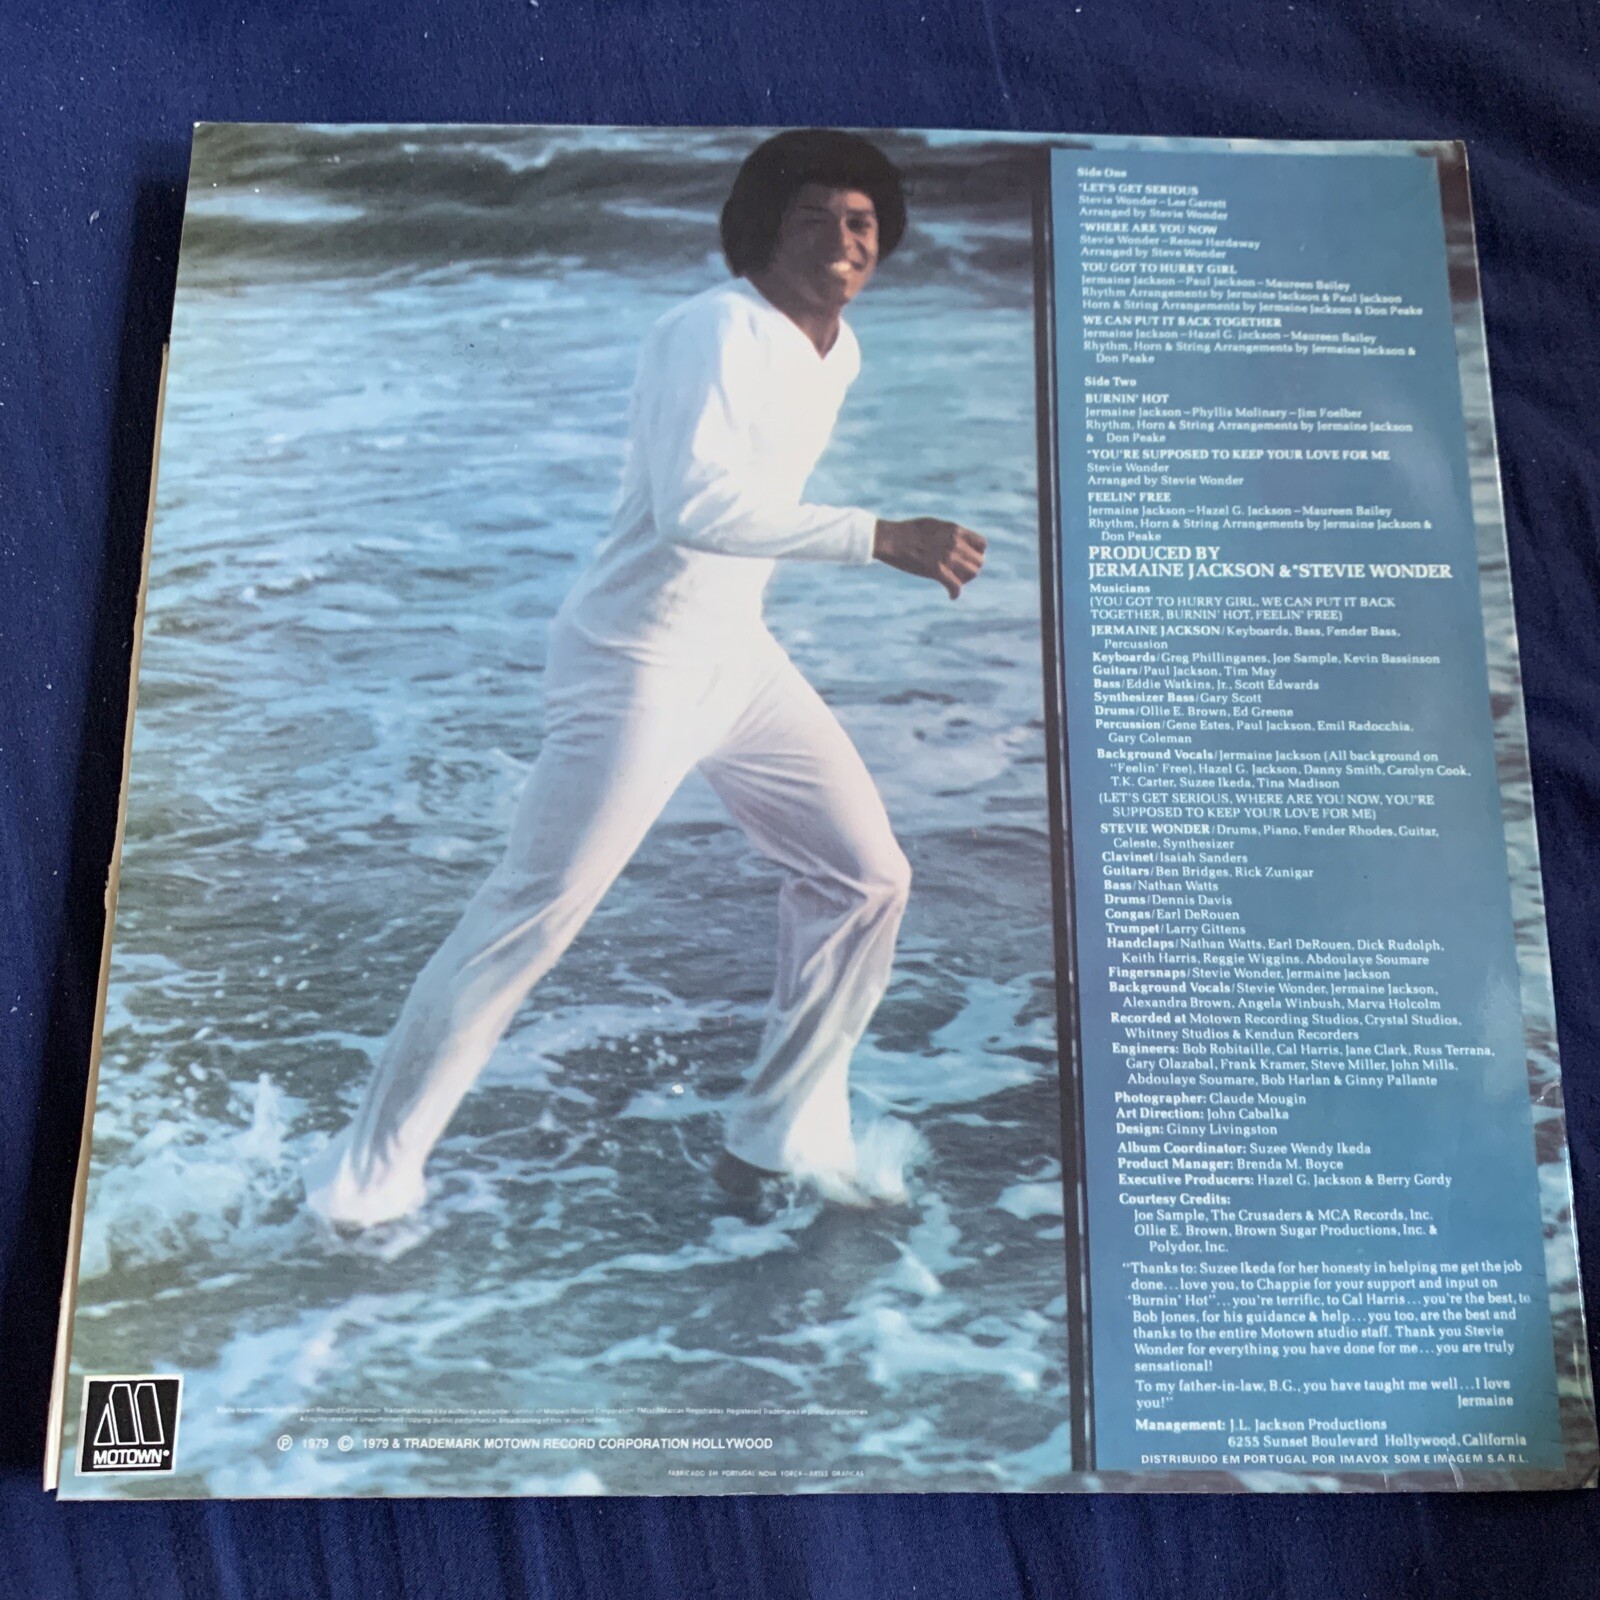 Side One
*LET'S GET SERIOUS
Stevie Wonder – Lee Garrett
Arranged by Stevie Wonder
*WHERE ARE YOU NOW
Stevie Wonder – Renee Hardaway
Arranged by Steve Wonder
YOU GOT TO HURRY GIRL
Jermaine Jackson – Paul Jackson – Maureen Bailey
Rhythm Arrangements by Jermaine Jackson & Paul Jackson
Horn & String Arrangements by Jermaine Jackson & Don Peake
WE CAN PUT IT BACK TOGETHER
Jermaine Jackson – Hazel G. Jackson – Maureen Bailey
Rhythm, Horn & String Arrangements by Jermaine Jackson &
Don Peake
Side Two
BURNIN' HOT
Jermaine Jackson – Phyllis Molinary – Jim Foelber
Rhythm, Horn & String Arrangements by Jermaine Jackson
& Don Peake
*YOU'RE SUPPOSED TO KEEP YOUR LOVE FOR ME
Stevie Wonder
Arranged by Stevie Wonder
FEELIN' FREE
Jermaine Jackson – Hazel G. Jackson – Maureen Bailey
Rhythm, Horn & String Arrangements by Jermaine Jackson &
Don Peake
PRODUCED BY
JERMAINE JACKSON & *STEVIE WONDER
Musicians
(YOU GOT TO HURRY GIRL, WE CAN PUT IT BACK
TOGETHER, BURNIN' HOT, FEELIN' FREE)
JERMAINE JACKSON/Keyboards, Bass, Fender Bass,
Percussion
Keyboards/Greg Phillinganes, Joe Sample, Kevin Bassinson
Guitars/Paul Jackson, Tim May
Bass/Eddie Watkins, Jr., Scott Edwards
Synthesizer Bass/Gary Scott
Drums/Ollie E. Brown, Ed Greene
Percussion/Gene Estes, Paul Jackson, Emil Radocchia,
Gary Coleman
Background Vocals/Jermaine Jackson (All background on
"Feelin' Free), Hazel G. Jackson, Danny Smith, Carolyn Cook,
T.K. Carter, Suzee Ikeda, Tina Madison
(LET'S GET SERIOUS, WHERE ARE YOU NOW, YOU'RE
SUPPOSED TO KEEP YOUR LOVE FOR ME)
STEVIE WONDER/Drums, Piano, Fender Rhodes, Guitar,
Celeste, Synthesizer
Clavinet/Isaiah Sanders
Guitars/Ben Bridges, Rick Zunigar
Bass/Nathan Watts
Drums/Dennis Davis
Congas/Earl DeRouen
Trumpet/Larry Gittens
Handclaps/Nathan Watts, Earl DeRouen, Dick Rudolph,
Keith Harris, Reggie Wiggins, Abdoulaye Soumare
Fingersnaps/Stevie Wonder, Jermaine Jackson
Background Vocals/Stevie Wonder, Jermaine Jackson,
Alexandra Brown, Angela Winbush, Marva Holcolm
Recorded at Motown Recording Studios, Crystal Studios,
Whitney Studios & Kendun Recorders
Engineers: Bob Robitaille, Cal Harris, Jane Clark, Russ Terrana,
Gary Olazabal, Frank Kramer, Steve Miller, John Mills,
Abdoulaye Soumare, Bob Harlan & Ginny Pallante
Photographer: Claude Mougin
Art Direction: John Cabalka
Design: Ginny Livingston
Album Coordinator: Suzee Wendy Ikeda
Product Manager: Brenda M. Boyce
Executive Producers: Hazel G. Jackson & Berry Gordy
Courtesy Credits:
Joe Sample, The Crusaders & MCA Records, Inc.
Ollie E. Brown, Brown Sugar Productions, Inc. &
Polydor, Inc.
"Thanks to: Suzee Ikeda for her honesty in helping me get the job
done...love you, to Chappie for your support and input on
'Burnin' Hot"...you're terrific, to Cal Harris...you're the best, to
Bob Jones, for his guidance & help...you too, are the best and
thanks to the entire Motown studio staff. Thank you Stevie
Wonder for everything you have done for me...you are truly
sensational!
To my father-in-law, B.G., you have taught me well...I love
you!" Jermaine
Management: J.L. Jackson Productions
6255 Sunset Boulevard Hollywood, California
DISTRIBUIDO EM PORTUGAL POR IMAVOX SOM E IMAGEM S.A.R.L.
MOTOWN
℗ 1979 © 1979 & TRADEMARK MOTOWN RECORD CORPORATION HOLLYWOOD
FABRICADO EM PORTUGAL NOVA FORÇA – ARTES GRAFICAS